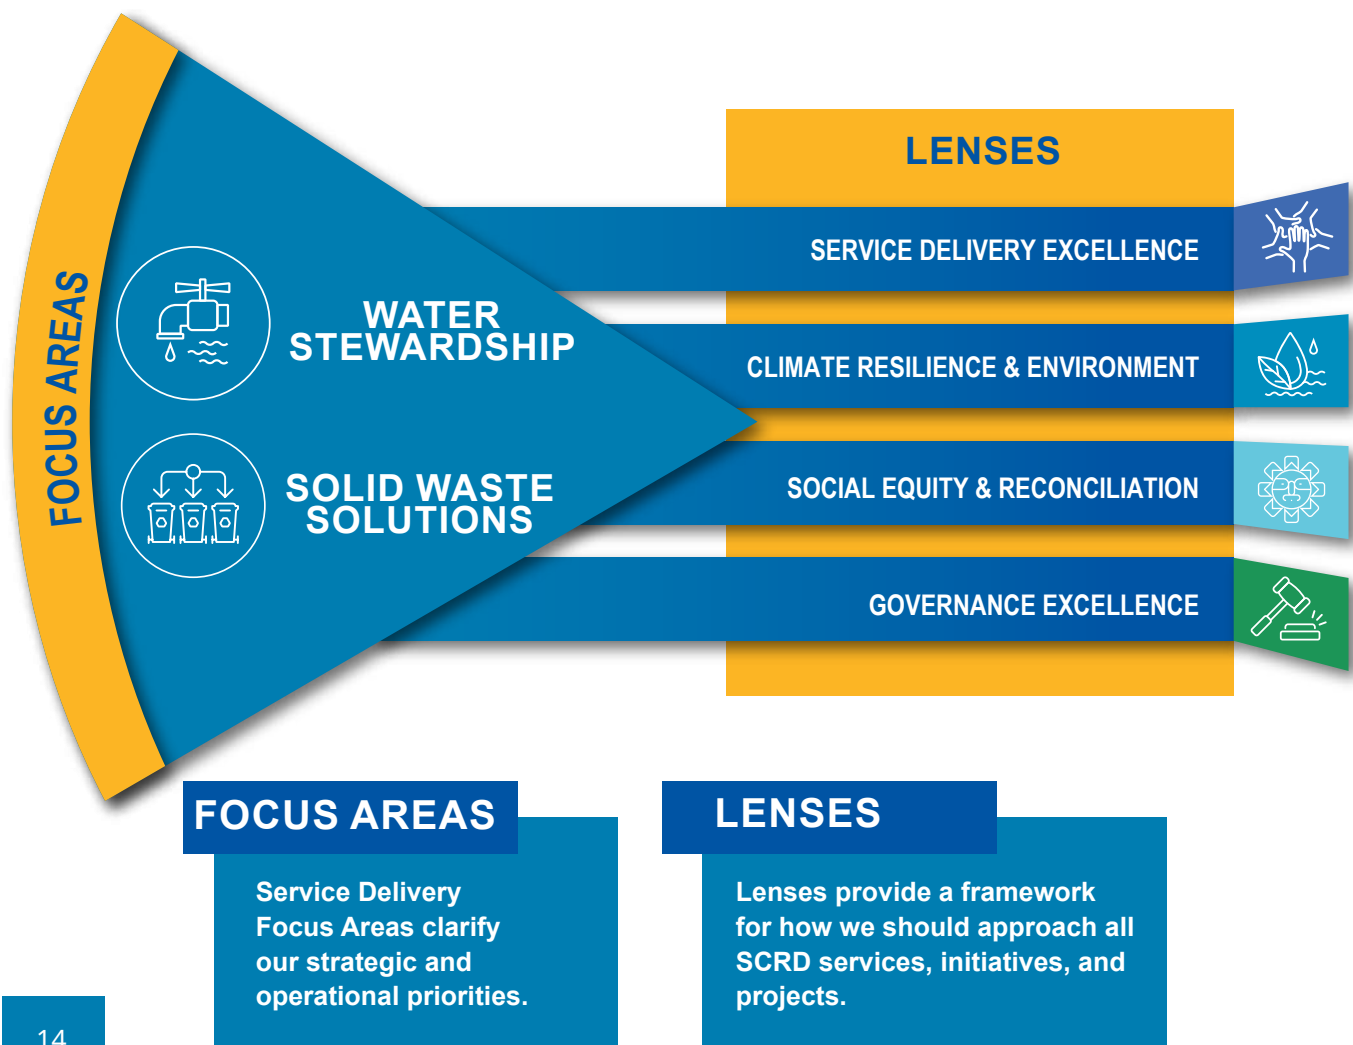 FOCUS AREAS
WATER
STEWARDSHIP
SOLID WASTE
SOLUTIONS
LENSES
SERVICE DELIVERY EXCELLENCE
CLIMATE RESILIENCE & ENVIRONMENT
SOCIAL EQUITY & RECONCILIATION
GOVERNANCE EXCELLENCE
FOCUS AREAS
Service Delivery
Focus Areas clarify
our strategic and
operational priorities.
LENSES
Lenses provide a framework
for how we should approach all
SCRD services, initiatives, and
projects.
14